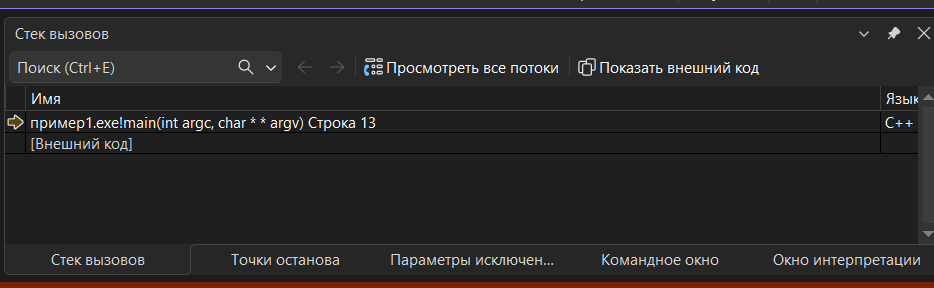 Стек вызовов
Поиск (Ctrl+E) Просмотреть все потоки Показать внешний код
Имя Язык
пример1.exe!main(int argc, char * * argv) Строка 13 C++
[Внешний код]
Стек вызовов Точки останова Параметры исключен... Командное окно Окно интерпретации